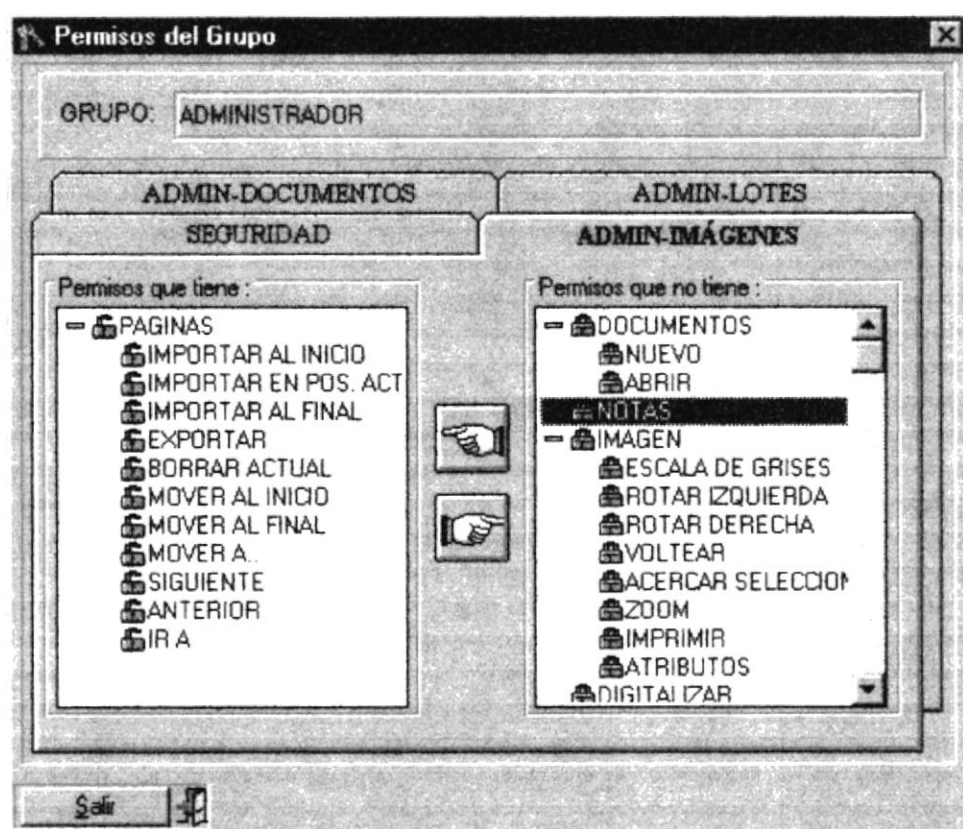 Permisos del Grupo
GRUPO: ADMINISTRADOR
ADMIN-DOCUMENTOS
ADMIN-LOTES
SEGURIDAD
ADMIN-IMÁGENES
Permisos que tiene :
PAGINAS
IMPORTAR AL INICIO
IMPORTAR EN POS. ACT
IMPORTAR AL FINAL
EXPORTAR
BORRAR ACTUAL
MOVER AL INICIO
MOVER AL FINAL
MOVER A..
SIGUIENTE
ANTERIOR
IR A
Permisos que no tiene :
DOCUMENTOS
NUEVO
ABRIR
NOTAS
IMAGEN
ESCALA DE GRISES
ROTAR IZQUIERDA
ROTAR DERECHA
VOLTEAR
ACERCAR SELECCION
ZOOM
IMPRIMIR
ATRIBUTOS
DIGITALIZAR
Salir